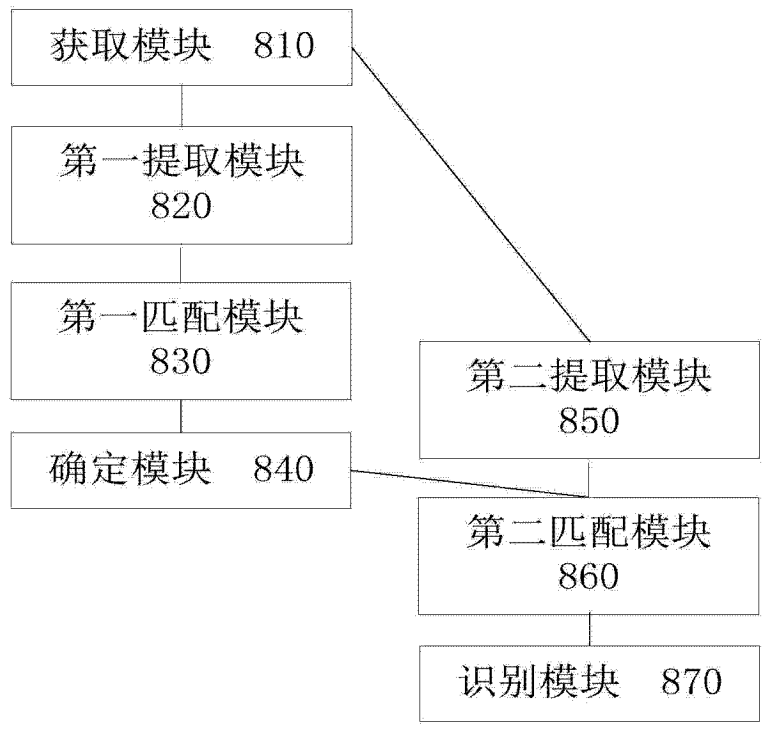 获取模块 810
第一提取模块
820
第一匹配模块
830
确定模块 840
第二提取模块
850
第二匹配模块
860
识别模块 870